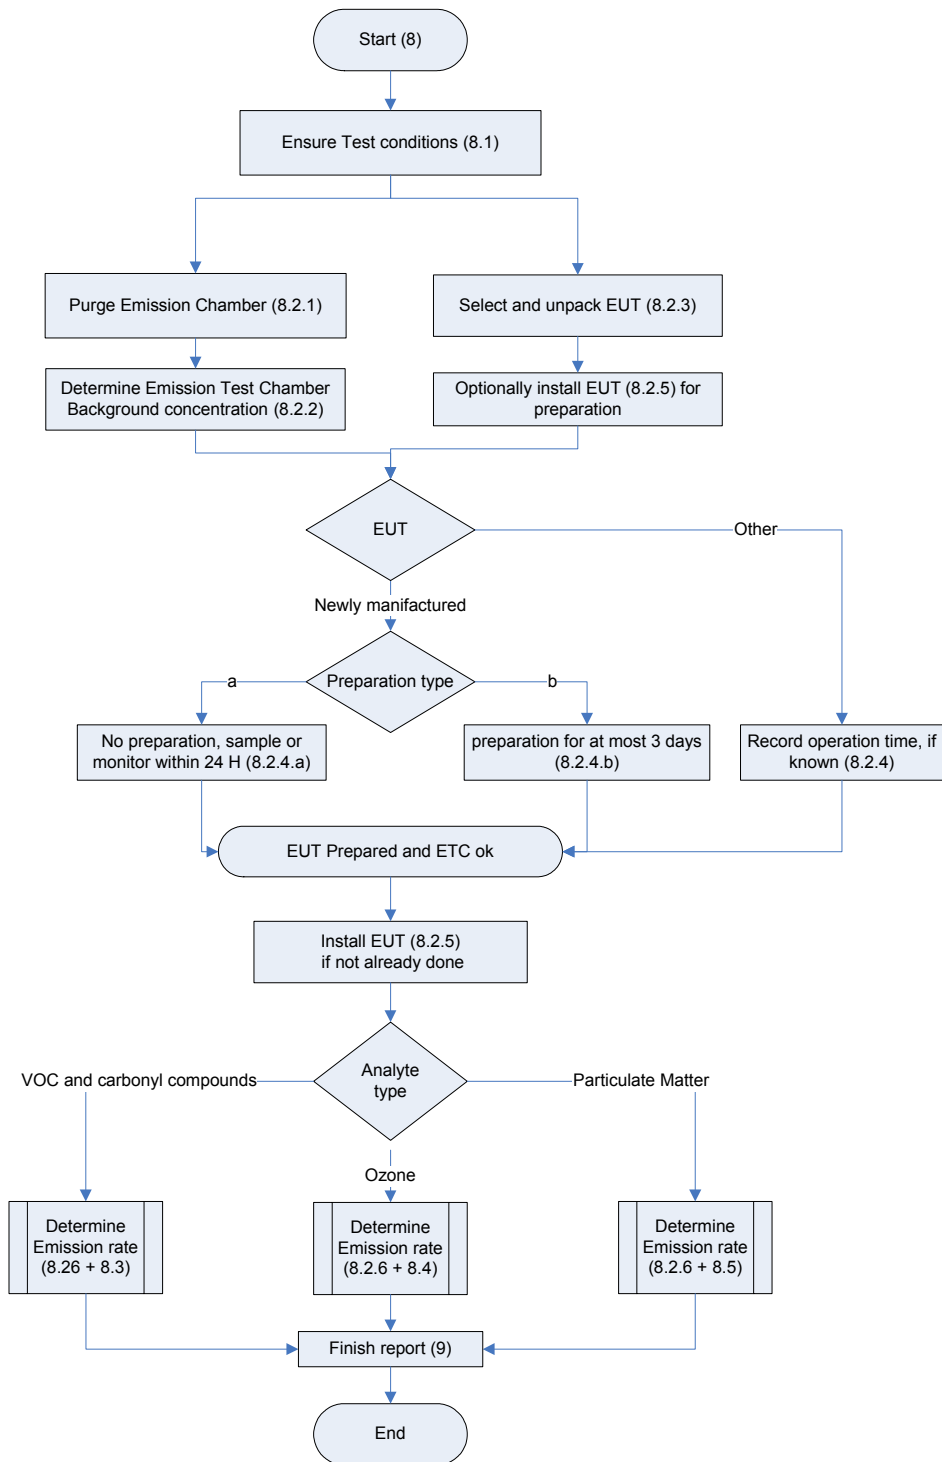 Start (8)
Ensure Test conditions (8.1)
Purge Emission Chamber (8.2.1)
Select and unpack EUT (8.2.3)
Determine Emission Test Chamber
Background concentration (8.2.2)
Optionally install EUT (8.2.5) for
preparation
EUT
Other
Newly manifactured
Preparation type
a
b
No preparation, sample or
monitor within 24 H (8.2.4.a)
preparation for at most 3 days
(8.2.4.b)
Record operation time, if
known (8.2.4)
EUT Prepared and ETC ok
Install EUT (8.2.5)
if not already done
Analyte
type
VOC and carbonyl compounds
Particulate Matter
Ozone
Determine
Emission rate
(8.26 + 8.3)
Determine
Emission rate
(8.2.6 + 8.4)
Determine
Emission rate
(8.2.6 + 8.5)
Finish report (9)
End